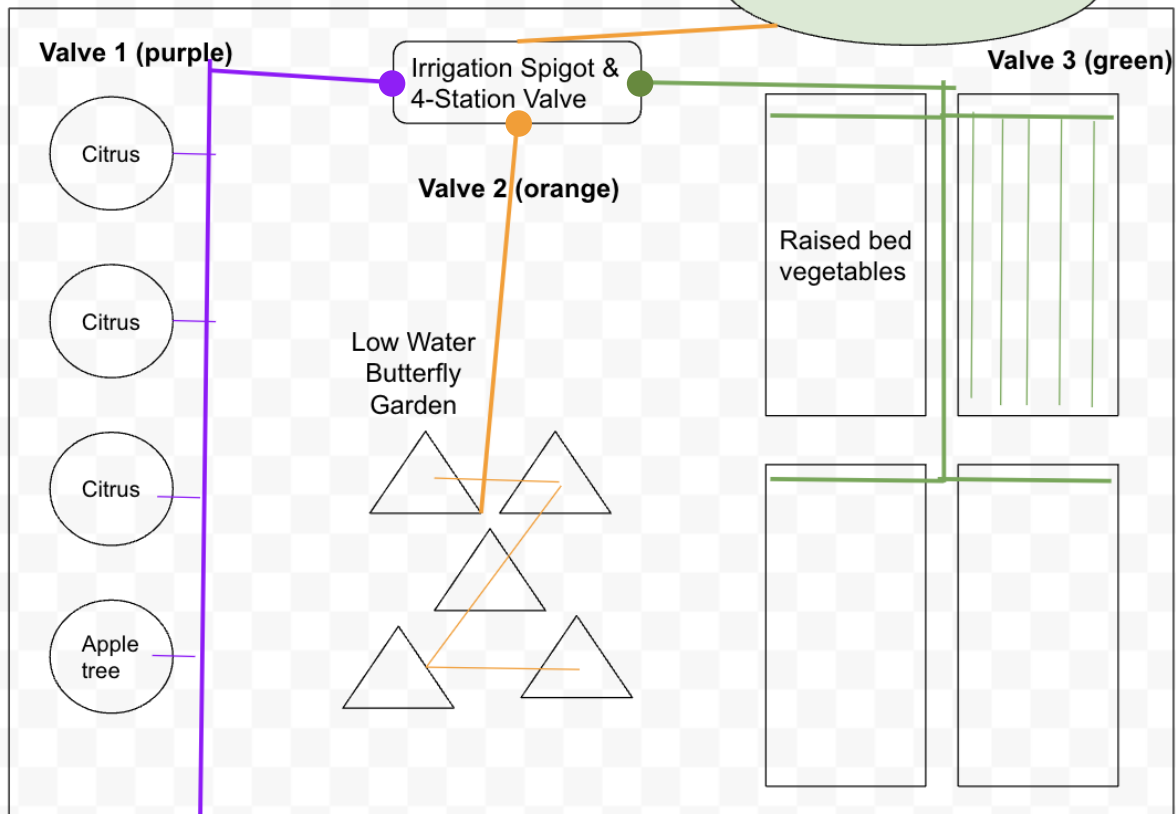 Valve 1 (purple)
Irrigation Spigot &
4-Station Valve
Valve 3 (green)
Citrus
Valve 2 (orange)
Raised bed
vegetables
Citrus
Low Water
Butterfly
Garden
Citrus
Apple
tree